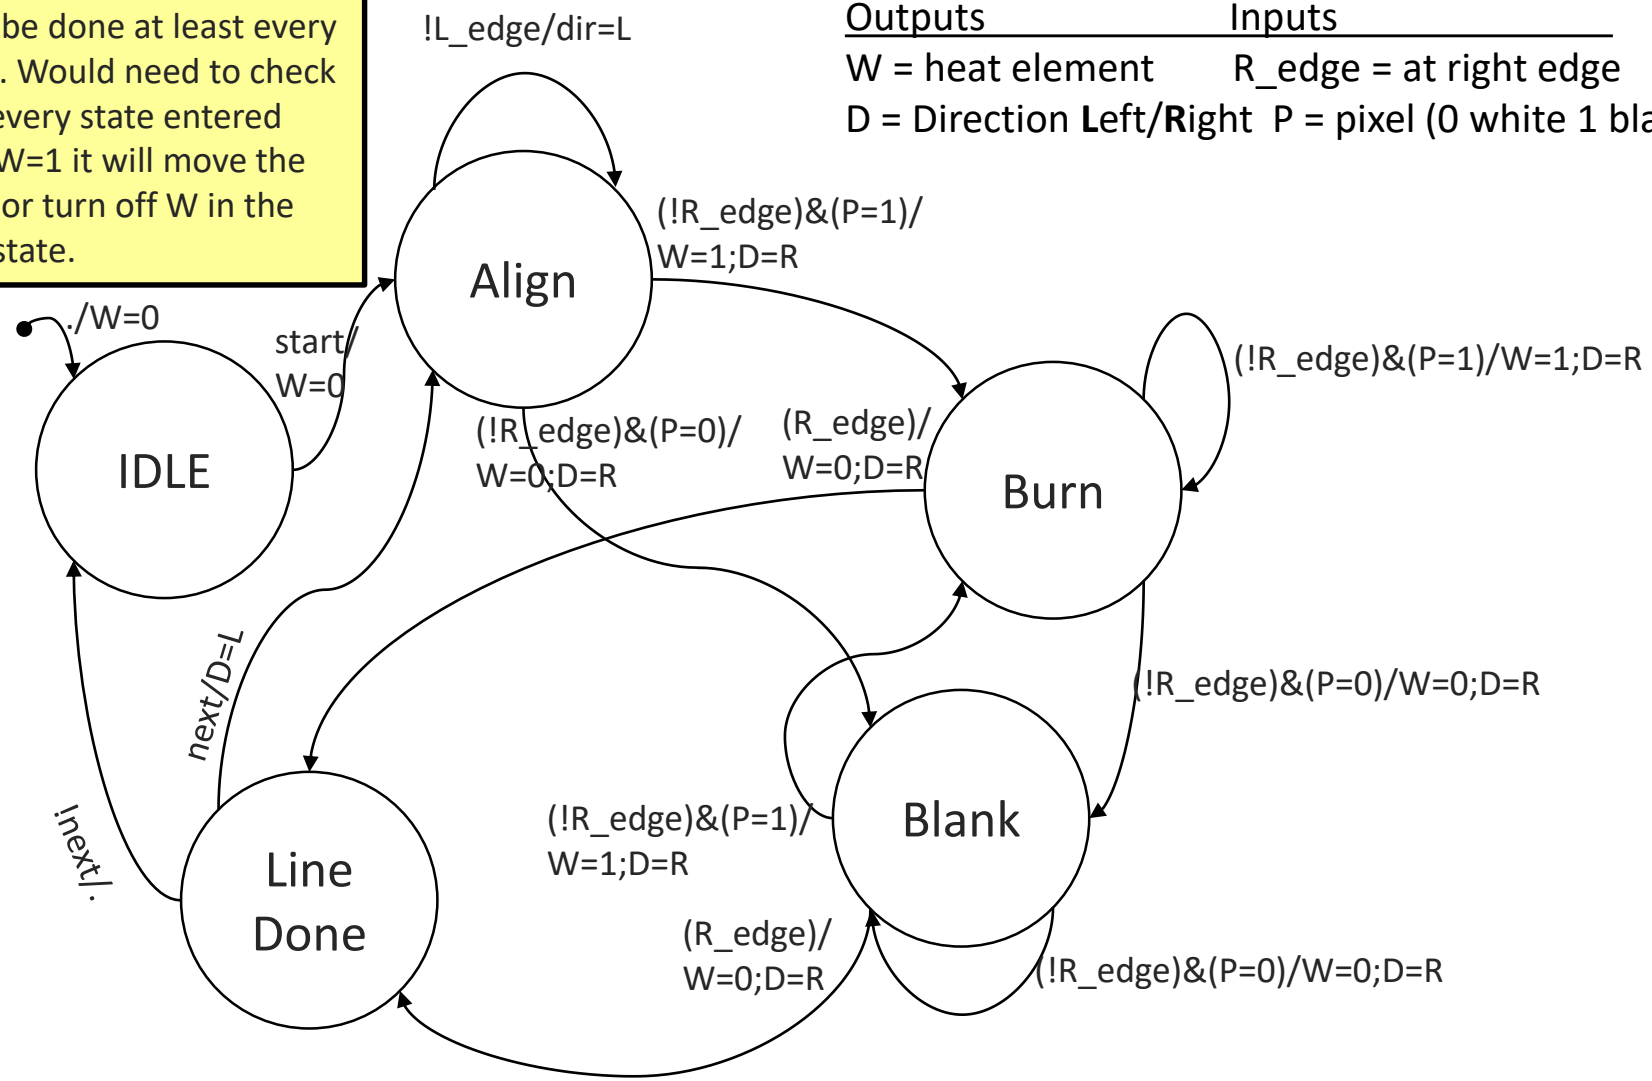 be done at least every
. Would need to check
every state entered
W=1 it will move the
or turn off W in the
state.
!L_edge/dir=L
Outputs Inputs
W = heat element R_edge = at right edge
D = Direction Left/Right P = pixel (0 white 1 bla
(!R_edge)&(P=1)/
W=1;D=R
Align
./W=0
start/
W=0
IDLE
(!R_edge)&(P=0)/
W=0;D=R
(R_edge)/
W=0;D=R
(!R_edge)&(P=1)/W=1;D=R
Burn
next/D=L
(!R_edge)&(P=0)/W=0;D=R
!next/.
Line
Done
(!R_edge)&(P=1)/
W=1;D=R
Blank
(R_edge)/
W=0;D=R
(!R_edge)&(P=0)/W=0;D=R